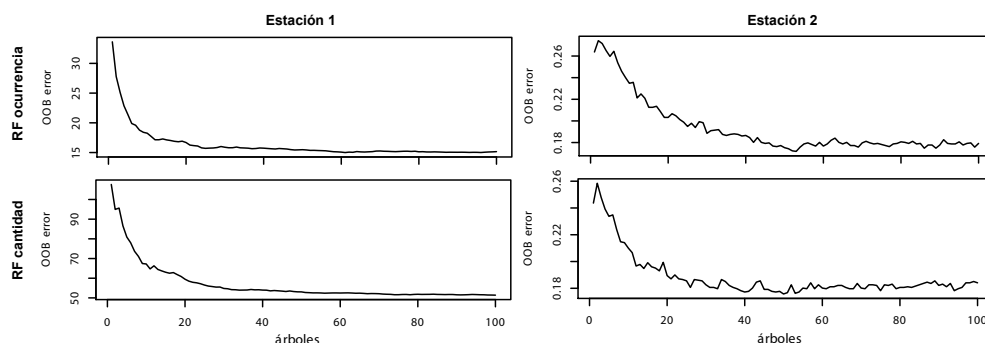 Estación 1
Estación 2
RF ocurrencia
OOB error
15 20 25 30
OOB error
0.18 0.22 0.26
RF cantidad
OOB error
50 70 90
0 20 40 60 80 100
árboles
OOB error
0.18 0.22 0.26
0 20 40 60 80 100
árboles